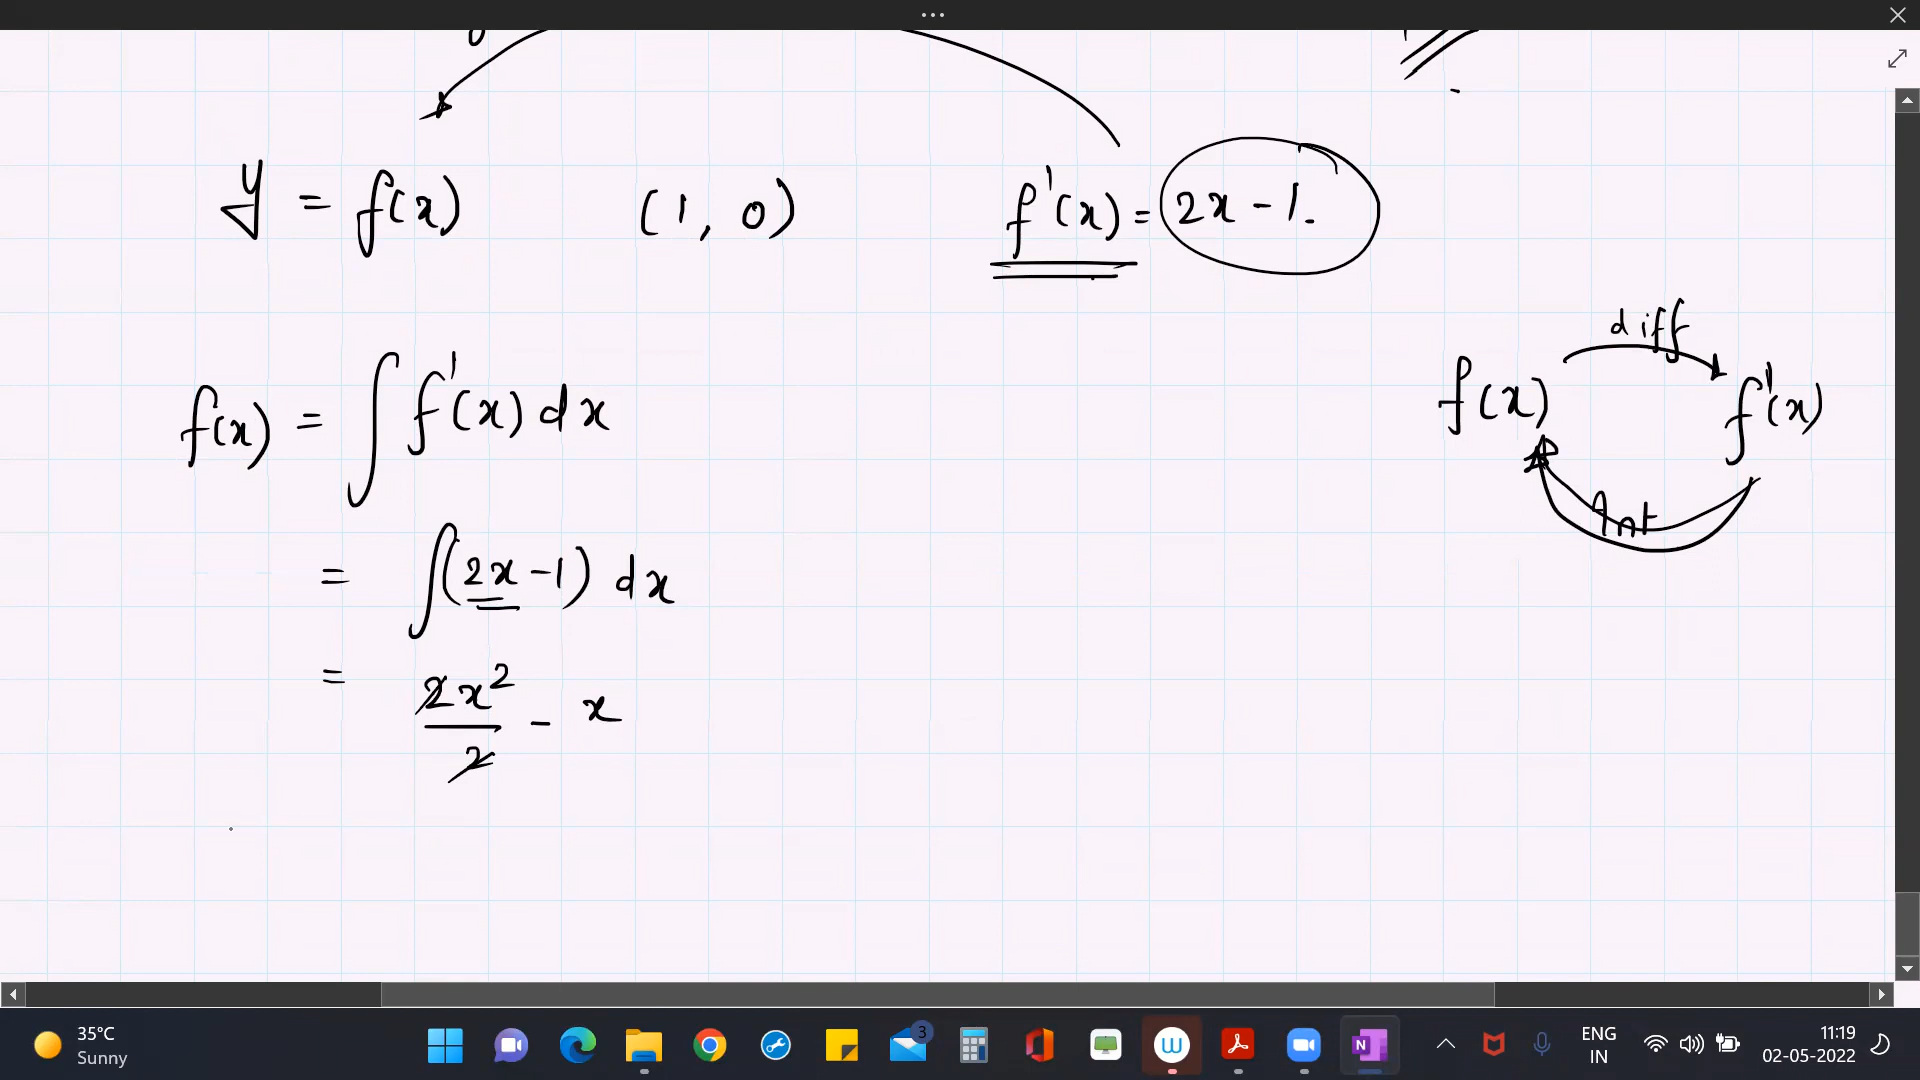 y = f(x) (1, 0) f'(x) = 2x - 1.
diff
f(x) f'(x)
Int
f(x) = ∫ f'(x) dx
= ∫(2x - 1) dx
= 2x²/2 - x
35°C
Sunny
3
ENG
IN
11:19
02-05-2022